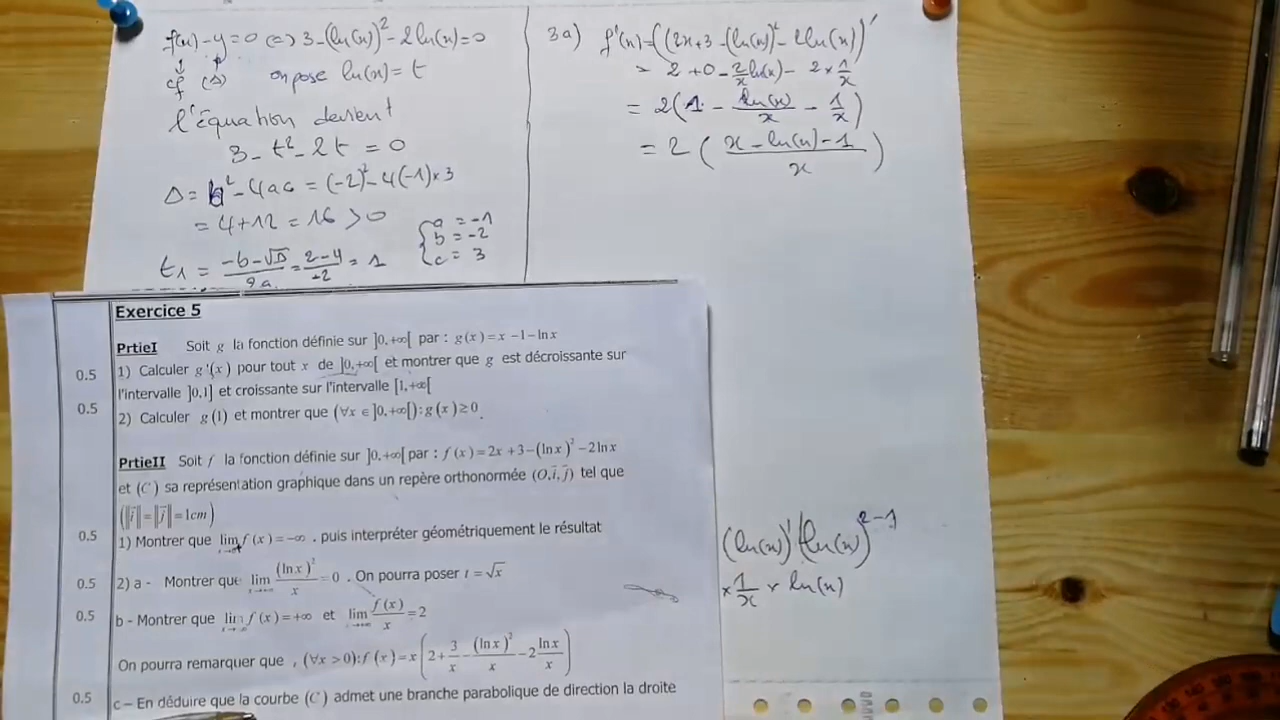 f(x) - y = 0 ⇔ 3 - (ln(x))² - 2 ln(x) = 0
↓ ↓
Cf (Δ) on pose ln(x) = t
l'Équation devient
3 - t² - 2t = 0
Δ = b² - 4ac = (-2)² - 4(-1)×3
= 4+12 = 16 > 0
{a = -1
b = -2
c = 3
t₁ = (-b-√Δ)/2a = (2-4)/-2 = 1
3a) f'(x) = ((2x+3 - (ln(x))² - 2ln(x))'
= 2 + 0 - 2/x ln(x) - 2 × 1/x
= 2(1 - ln(x)/x - 1/x)
= 2 ((x - ln(x) - 1)/x)
Exercice 5
PrtieI Soit g la fonction définie sur ]0,+∞[ par : g(x) = x -1- ln x
0.5 1) Calculer g'(x) pour tout x de ]0,+∞[ et montrer que g est décroissante sur
l'intervalle ]0,1] et croissante sur l'intervalle [1,+∞[
0.5 2) Calculer g(1) et montrer que (∀x ∈ ]0,+∞[) : g(x) ≥ 0
PrtieII Soit f la fonction définie sur ]0,+∞[ par : f(x) = 2x + 3 - (ln x)² - 2 ln x
et (C) sa représentation graphique dans un repère orthonormée (O, i⃗, j⃗) tel que
(‖i⃗‖ = ‖j⃗‖ = 1cm)
0.5 1) Montrer que lim f(x) = -∞ . puis interpréter géométriquement le résultat
0.5 2) a - Montrer que lim (ln x)²/x = 0 . On pourra poser t = √x
0.5 b - Montrer que lim f(x) = +∞ et lim f(x)/x = 2
On pourra remarquer que , (∀x > 0) : f(x) = x(2 + 3/x - (ln x)²/x - 2 ln x/x)
0.5 c – En déduire que la courbe (C) admet une branche parabolique de direction la droite
(ln(x))' (ln(x))²⁻¹
× 1/x × ln(x)